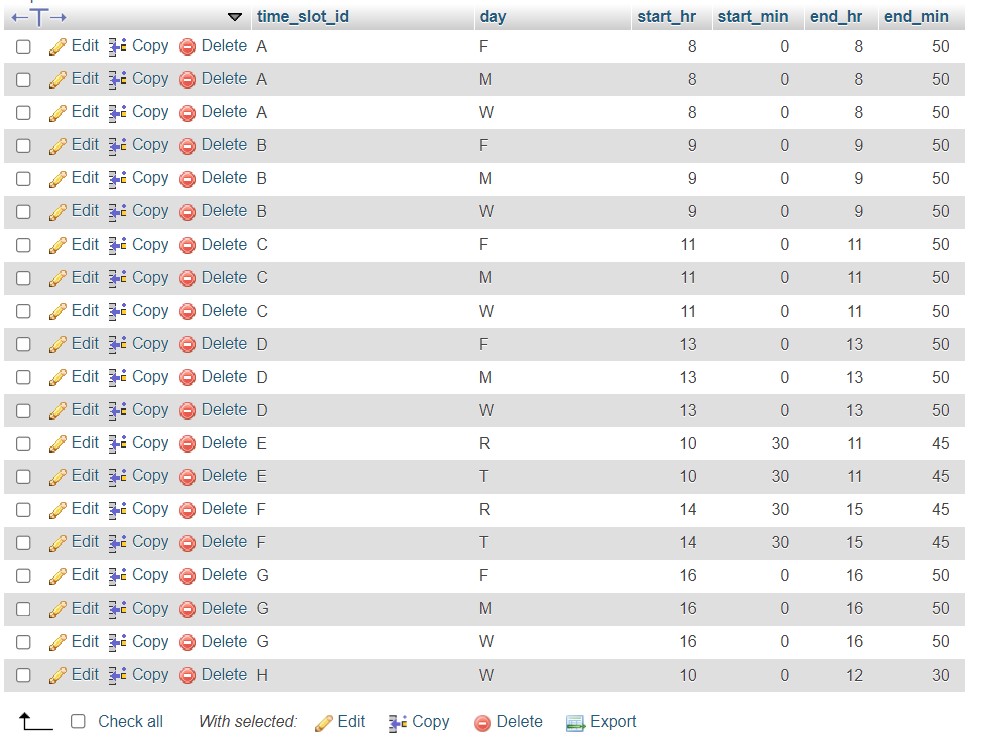 time_slot_id day start_hr start_min end_hr end_min
Edit Copy Delete A F 8 0 8 50
Edit Copy Delete A M 8 0 8 50
Edit Copy Delete A W 8 0 8 50
Edit Copy Delete B F 9 0 9 50
Edit Copy Delete B M 9 0 9 50
Edit Copy Delete B W 9 0 9 50
Edit Copy Delete C F 11 0 11 50
Edit Copy Delete C M 11 0 11 50
Edit Copy Delete C W 11 0 11 50
Edit Copy Delete D F 13 0 13 50
Edit Copy Delete D M 13 0 13 50
Edit Copy Delete D W 13 0 13 50
Edit Copy Delete E R 10 30 11 45
Edit Copy Delete E T 10 30 11 45
Edit Copy Delete F R 14 30 15 45
Edit Copy Delete F T 14 30 15 45
Edit Copy Delete G F 16 0 16 50
Edit Copy Delete G M 16 0 16 50
Edit Copy Delete G W 16 0 16 50
Edit Copy Delete H W 10 0 12 30
Check all With selected: Edit Copy Delete Export